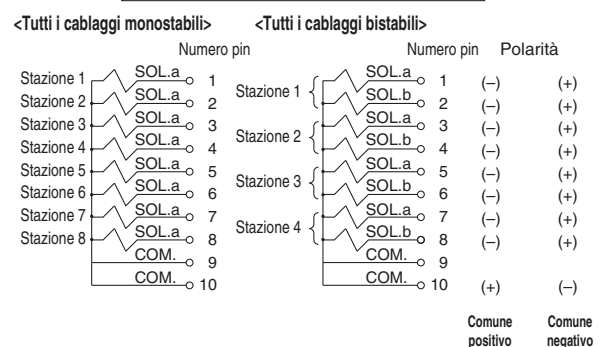 <Tutti i cablaggi monostabili> <Tutti i cablaggi bistabili>
Numero pin Numero pin Polarità
Stazione 1 SOL.a 1
Stazione 2 SOL.a 2
Stazione 3 SOL.a 3
Stazione 4 SOL.a 4
Stazione 5 SOL.a 5
Stazione 6 SOL.a 6
Stazione 7 SOL.a 7
Stazione 8 SOL.a 8
COM. 9
COM. 10
Stazione 1 SOL.a 1 (–) (+)
SOL.b 2 (–) (+)
Stazione 2 SOL.a 3 (–) (+)
SOL.b 4 (–) (+)
Stazione 3 SOL.a 5 (–) (+)
SOL.b 6 (–) (+)
Stazione 4 SOL.a 7 (–) (+)
SOL.b 8 (–) (+)
COM. 9
COM. 10 (+) (–)
Comune positivo
Comune negativo